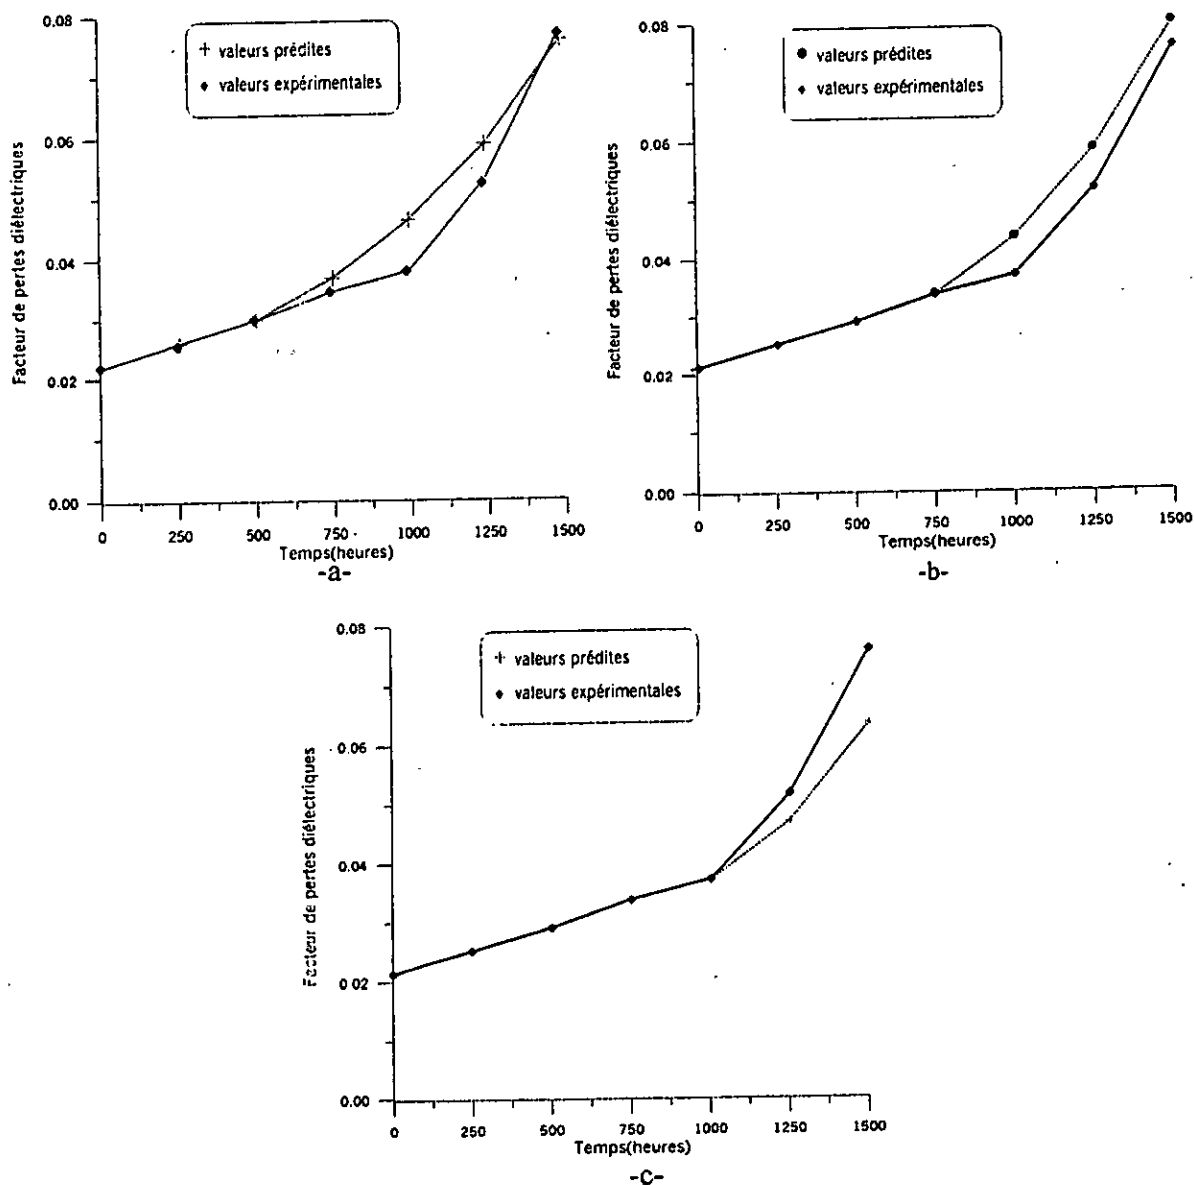 0.08
valeurs prédites
valeurs expérimentales
0.06
0.04
0.02
0.00
Facteur de pertes diélectriques
0 250 500 750 1000 1250 1500
Temps(heures)
-a-
0.08
valeurs prédites
valeurs expérimentales
0.06
0.04
0.02
0.00
Facteur de pertes diélectriques
0 250 500 750 1000 1250 1500
Temps(heures)
-b-
0.08
valeurs prédites
valeurs expérimentales
0.06
0.04
0.02
0.00
Facteur de pertes diélectriques
0 250 500 750 1000 1250 1500
Temps(heures)
-c-